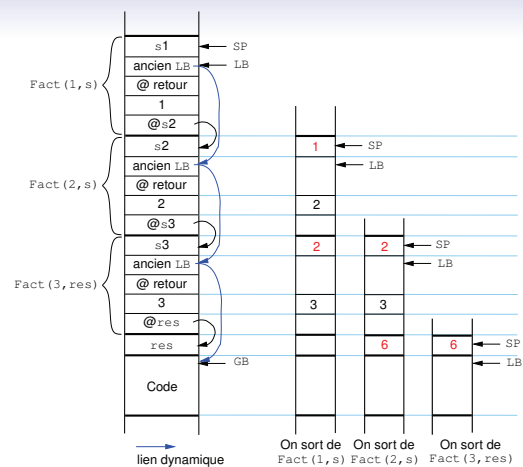 s1
SP
ancien LB
LB
Fact(1,s)
@ retour
1
@s2
s2
1
SP
ancien LB
LB
Fact(2,s)
@ retour
2
2
@s3
s3
2
2
SP
ancien LB
LB
Fact(3,res)
@ retour
3
3
3
@res
res
6
6
SP
GB
LB
Code
lien dynamique
On sort de
Fact(1,s)
On sort de
Fact(2,s)
On sort de
Fact(3,res)